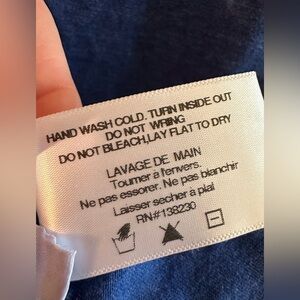 HAND WASH COLD. TURN INSIDE OUT
DO NOT WRING
DO NOT BLEACH,LAY FLAT TO DRY
LAVAGE DE MAIN
Tourner à l'envers.
Ne pas essorer. Ne pas blanchir
Laisser secher a plat
RN#138230